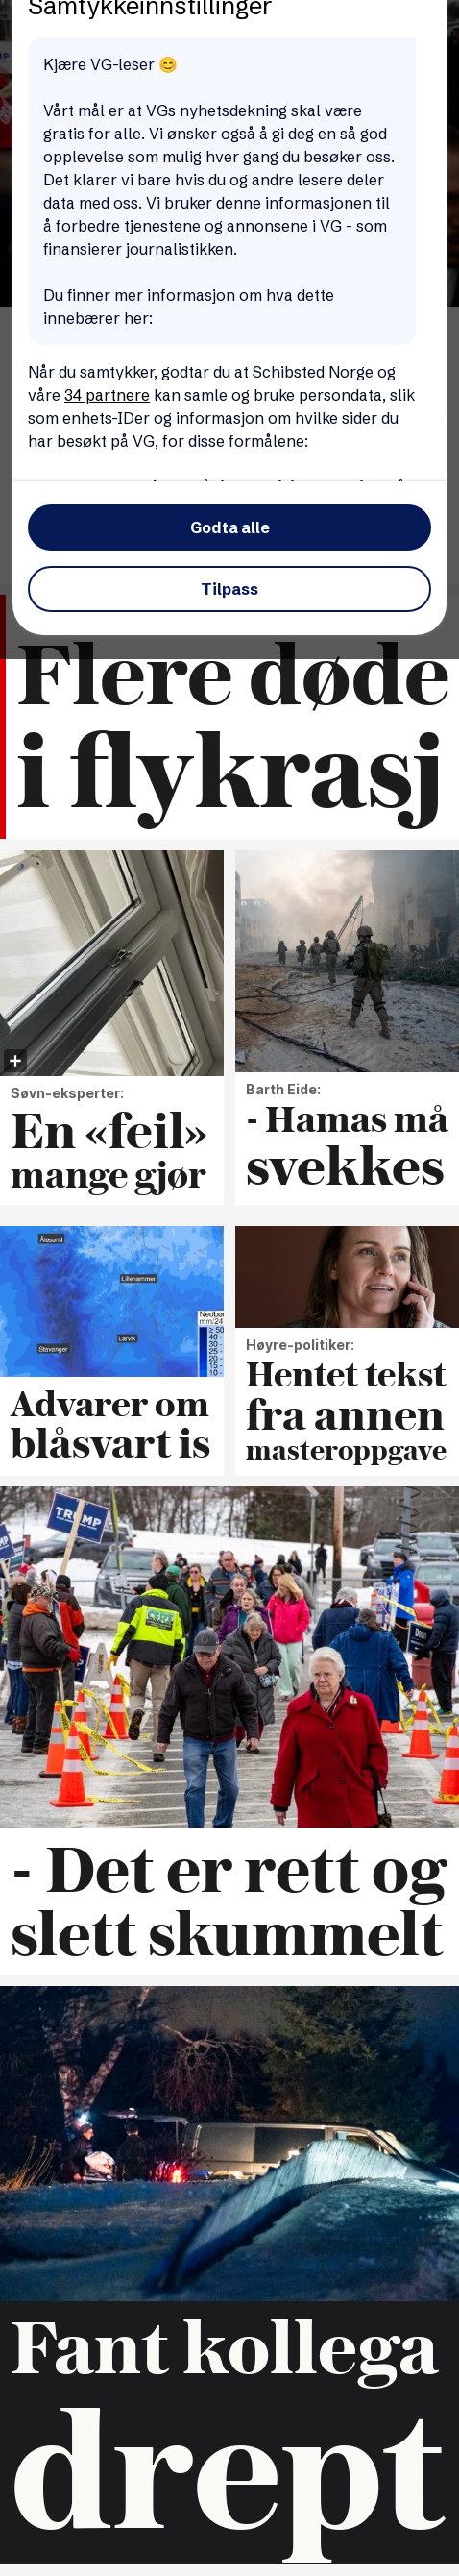 Samtykkeinnstillinger
Kjære VG-leser 😊
Vårt mål er at VGs nyhetsdekning skal være
gratis for alle. Vi ønsker også å gi deg en så god
opplevelse som mulig hver gang du besøker oss.
Det klarer vi bare hvis du og andre lesere deler
data med oss. Vi bruker denne informasjonen til
å forbedre tjenestene og annonsene i VG - som
finansierer journalistikken.
Du finner mer informasjon om hva dette
innebærer her:
Når du samtykker, godtar du at Schibsted Norge og
våre 34 partnere kan samle og bruke persondata, slik
som enhets-IDer og informasjon om hvilke sider du
har besøkt på VG, for disse formålene:
Godta alle
Tilpass
Flere døde
i flykrasj
Søvn-eksperter:
En «feil»
mange gjør
Barth Eide:
- Hamas må
svekkes
Ålesund
Lillehammer
Larvik
Stavanger
Nedbør
mm/24
≥ 50
40
30
25
20
15
10
Advarer om
blåsvart is
Høyre-politiker:
Hentet tekst
fra annen
masteroppgave
TRUMP
CERT
- Det er rett og
slett skummelt
Fant kollega
drept